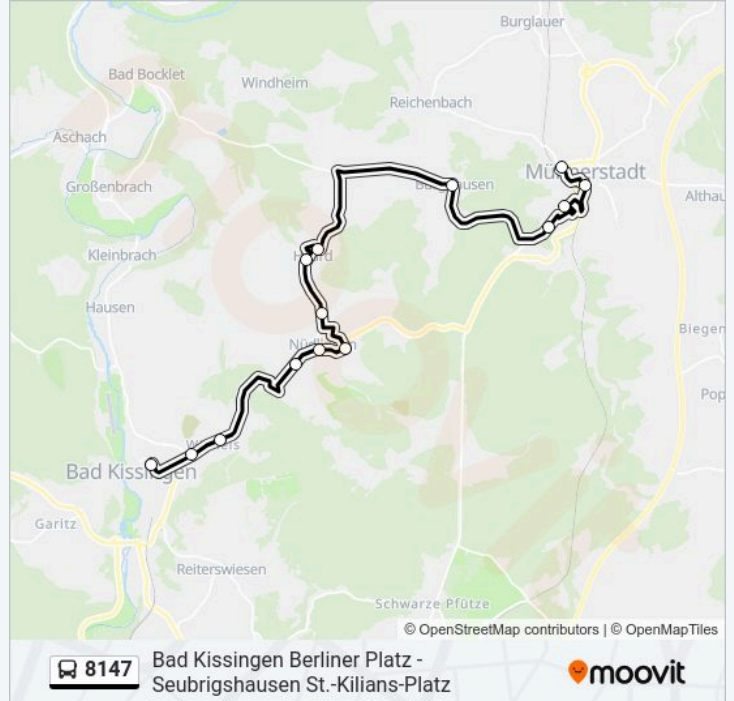 Burglauer
Bad Bocklet
Windheim
Reichenbach
Aschach
Großenbrach
Althau
Kleinbrach
Hausen
Biegen
Pop
Bad Kissingen
Garitz
Reiterswiesen
Schwarze Pfütze
© OpenStreetMap contributors | © OpenMapTiles
8147
Bad Kissingen Berliner Platz -
Seubrigshausen St.-Kilians-Platz
moovit